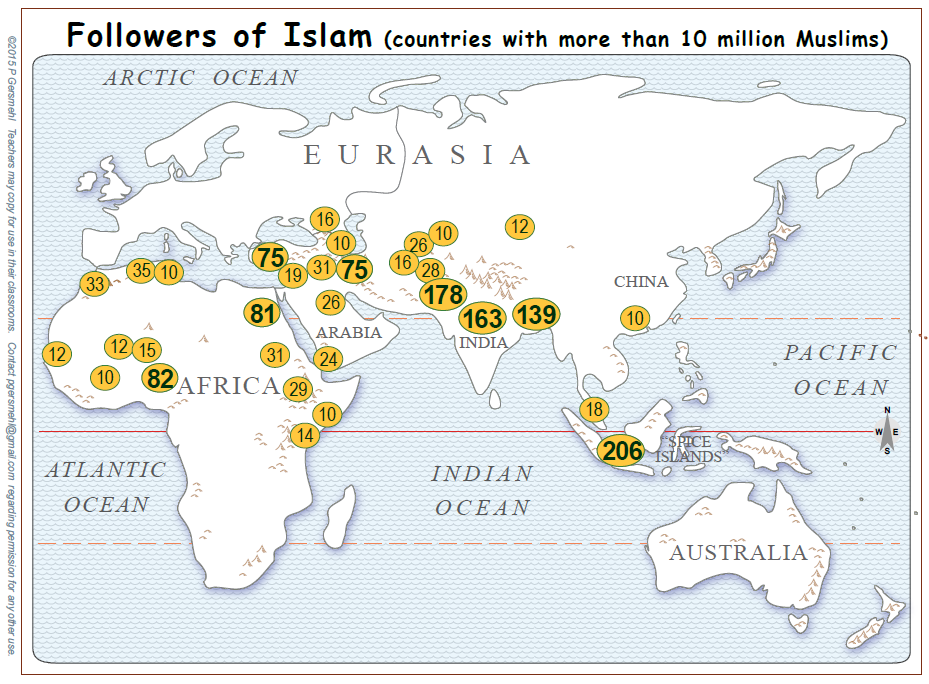 Followers of Islam (countries with more than 10 million Muslims)
©2015 P Gersmehl Teachers may copy for use in their classrooms. Contact pgersmehl@gmail.com regarding permission for any other use.
ARCTIC OCEAN
EURASIA
16
12
10
10
26
75
16
35
10
19
31
75
28
33
178
CHINA
26
81
163
139
10
ARABIA
INDIA
12
12
15
31
24
PACIFIC
OCEAN
10
82
AFRICA
29
10
18
N
W E
S
14
206
"SPICE
ISLANDS"
ATLANTIC
OCEAN
INDIAN
OCEAN
AUSTRALIA